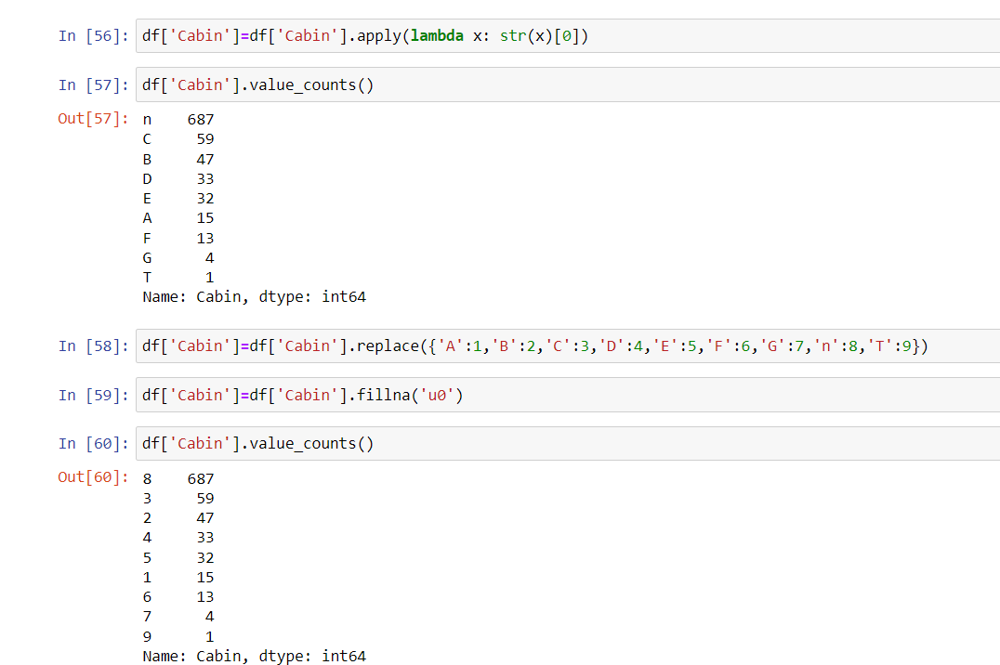 In [56]: df['Cabin']=df['Cabin'].apply(lambda x: str(x)[0])
In [57]: df['Cabin'].value_counts()
Out[57]: n    687
C     59
B     47
D     33
E     32
A     15
F     13
G      4
T      1
Name: Cabin, dtype: int64
In [58]: df['Cabin']=df['Cabin'].replace({'A':1,'B':2,'C':3,'D':4,'E':5,'F':6,'G':7,'n':8,'T':9})
In [59]: df['Cabin']=df['Cabin'].fillna('u0')
In [60]: df['Cabin'].value_counts()
Out[60]: 8    687
3     59
2     47
4     33
5     32
1     15
6     13
7      4
9      1
Name: Cabin, dtype: int64